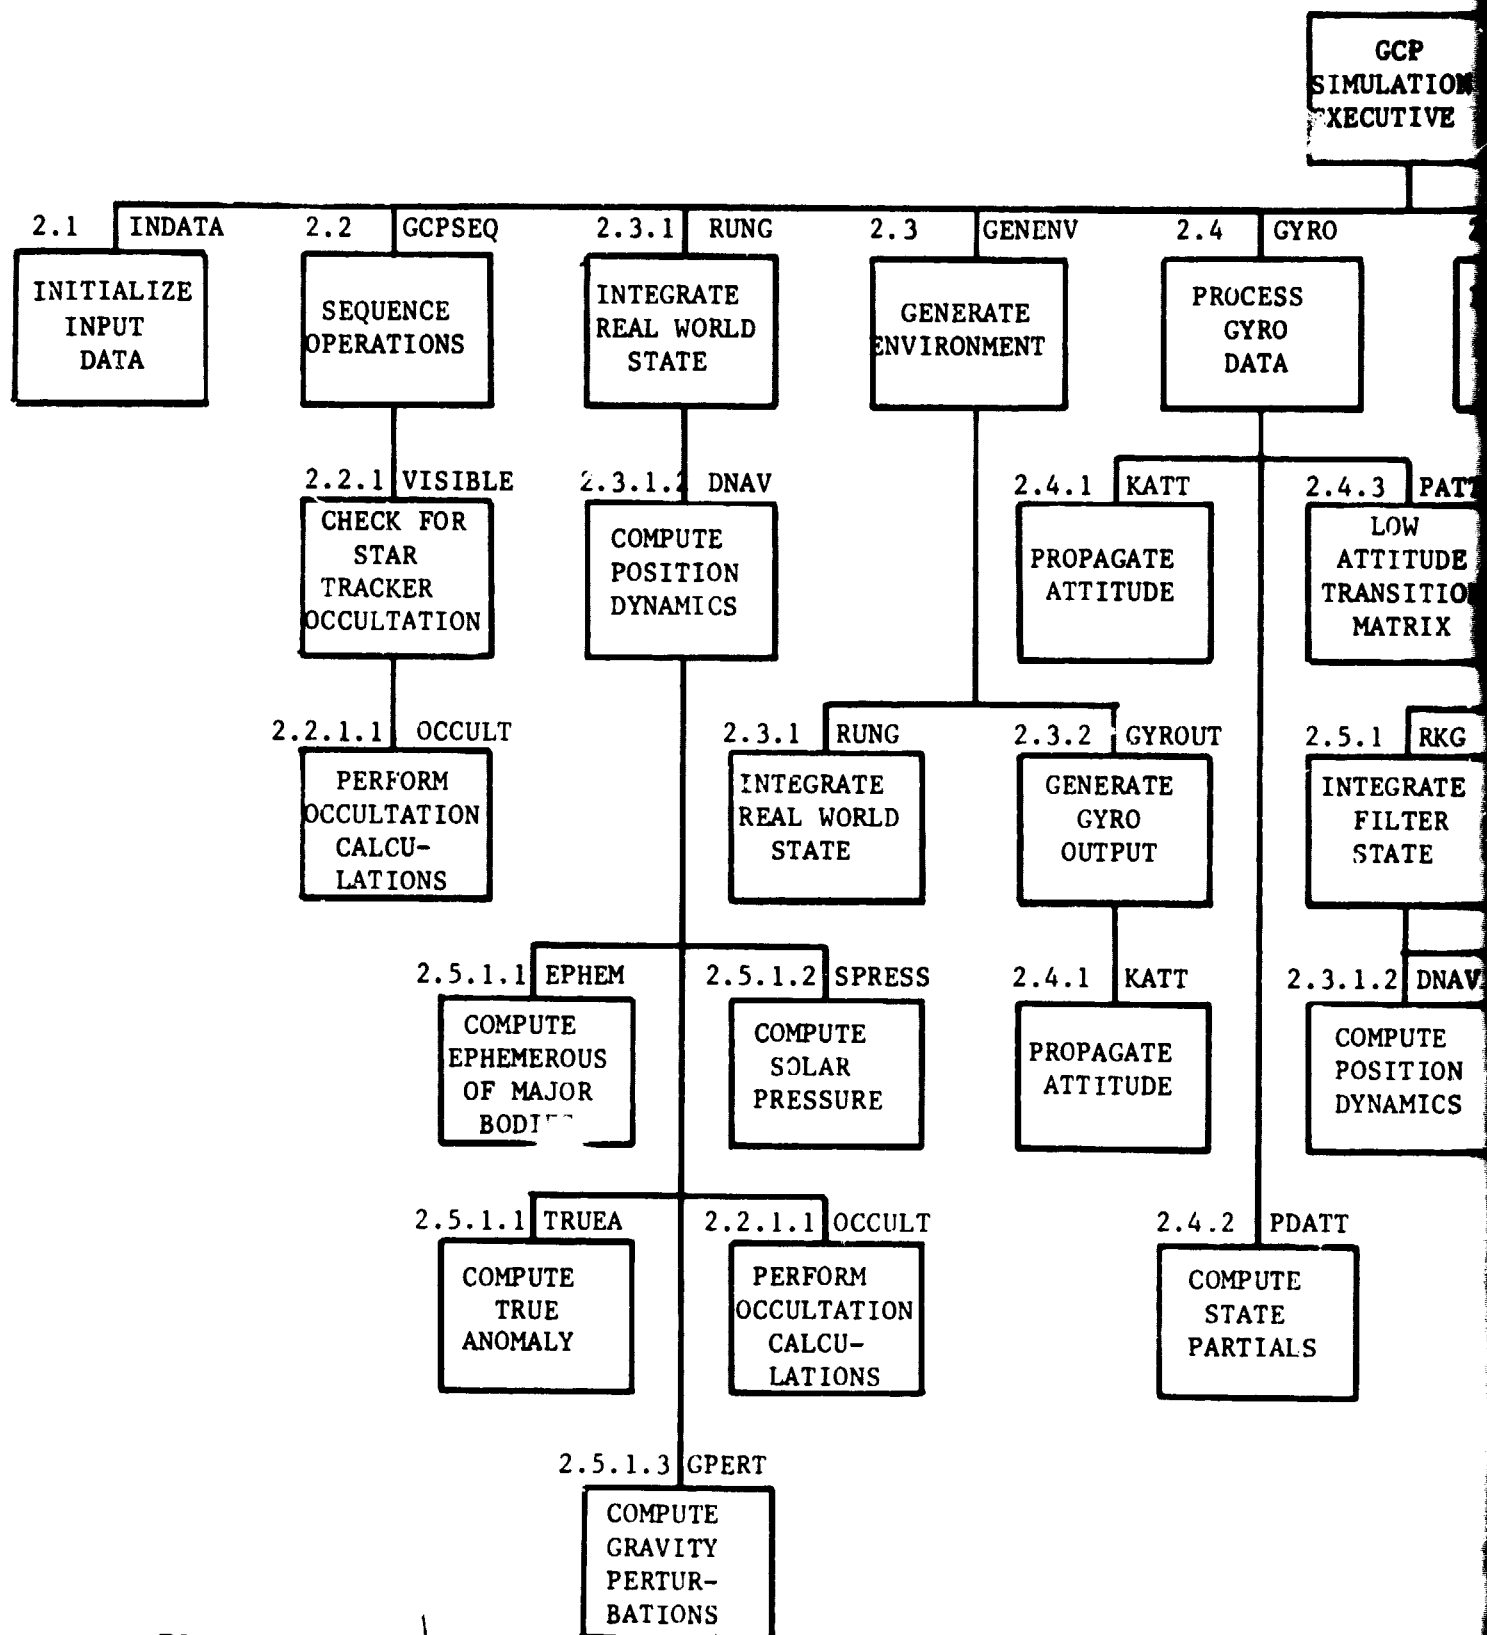 GCP
SIMULATION
EXECUTIVE
2.1 INDATA
INITIALIZE
INPUT
DATA
2.2 GCPSEQ
SEQUENCE
OPERATIONS
2.3.1 RUNG
INTEGRATE
REAL WORLD
STATE
2.3 GENENV
GENERATE
ENVIRONMENT
2.4 GYRO
PROCESS
GYRO
DATA
2.2.1 VISIBLE
CHECK FOR
STAR
TRACKER
OCCULTATION
2.3.1.2 DNAV
COMPUTE
POSITION
DYNAMICS
2.4.1 KATT
PROPAGATE
ATTITUDE
2.4.3
LOW
ATTITUDE
TRANSITIO
MATRIX
2.2.1.1 OCCULT
PERFORM
OCCULTATION
CALCU-
LATIONS
2.3.1 RUNG
INTEGRATE
REAL WORLD
STATE
2.3.2 GYROUT
GENERATE
GYRO
OUTPUT
2.5.1 RKG
INTEGRATE
FILTER
STATE
2.5.1.1 EPHEM
COMPUTE
EPHEMEROUS
OF MAJOR
2.5.1.2 SPRESS
COMPUTE
SOLAR
PRESSURE
2.4.1 KATT
PROPAGATE
ATTITUDE
2.3.1.2 DNAV
COMPUTE
POSITION
DYNAMICS
2.5.1.1 TRUEA
COMPUTE
TRUE
ANOMALY
2.2.1.1 OCCULT
PERFORM
OCCULTATION
CALCU-
LATIONS
2.4.2 PDATT
COMPUTE
STATE
PARTIALS
2.5.1.3 GPERT
COMPUTE
GRAVITY
PERTUR-
BATIONS